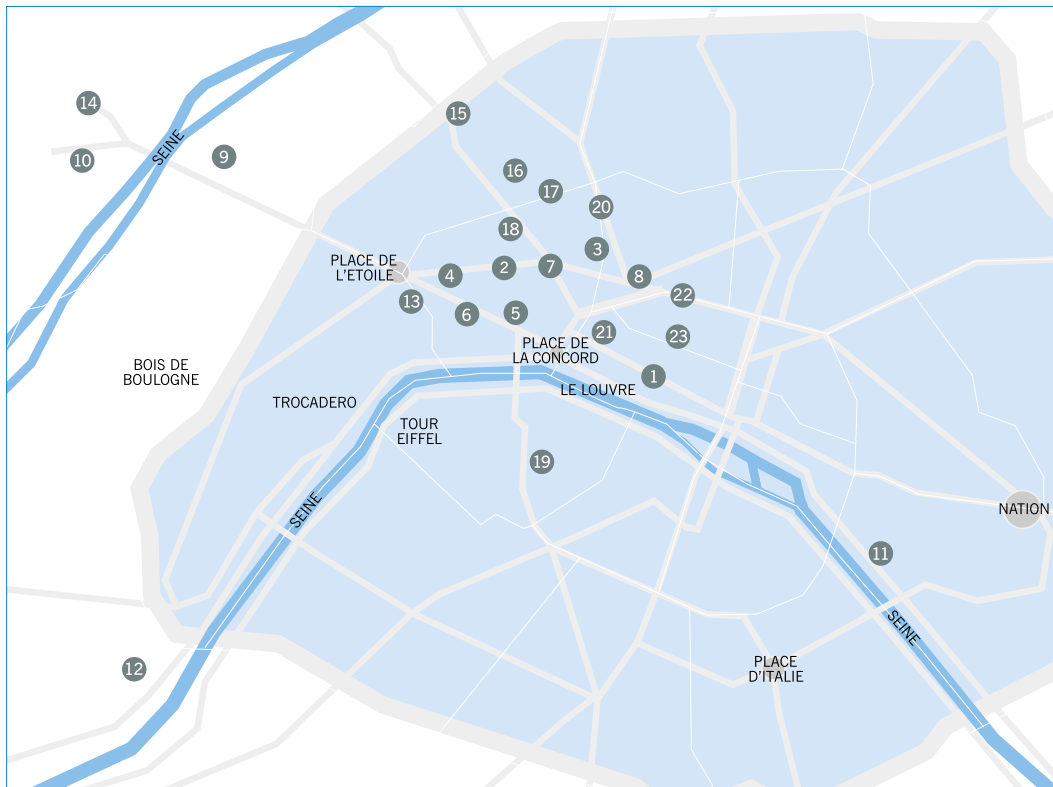 14
15
SEINE
9
10
16
17
20
18
3
PLACE DE
L'ETOILE
4
2
7
8
22
13
6
5
21
23
PLACE DE
LA CONCORD
1
BOIS DE
BOULOGNE
LE LOUVRE
TROCADERO
TOUR
EIFFEL
19
SEINE
NATION
11
SEINE
12
PLACE
D'ITALIE